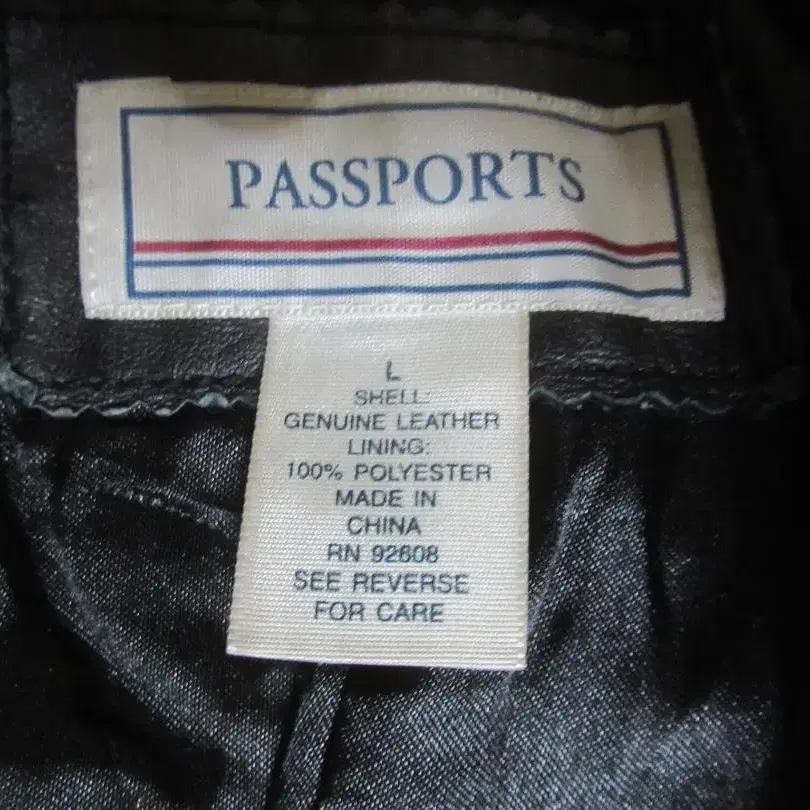 PASSPORTS
L
SHELL:
GENUINE LEATHER
LINING:
100% POLYESTER
MADE IN
CHINA
RN 92608
SEE REVERSE
FOR CARE